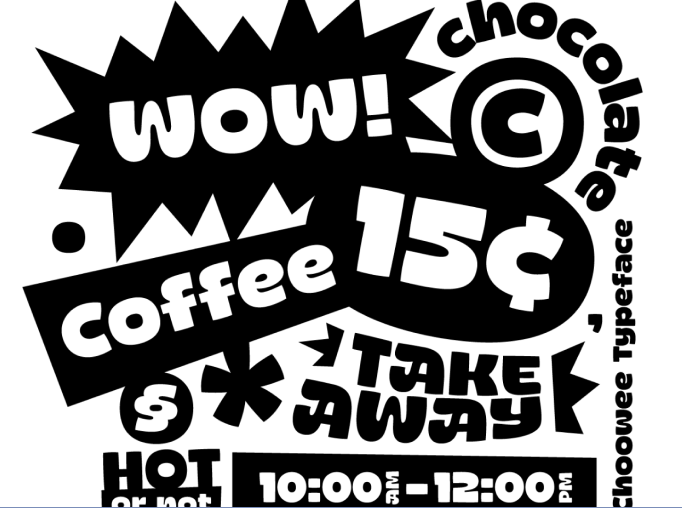 WOW!
chocolate
©
15¢
Coffee
TAKE
AWAY
§
*
HOT
or not
10:00 AM – 12:00 PM
choowee Typeface